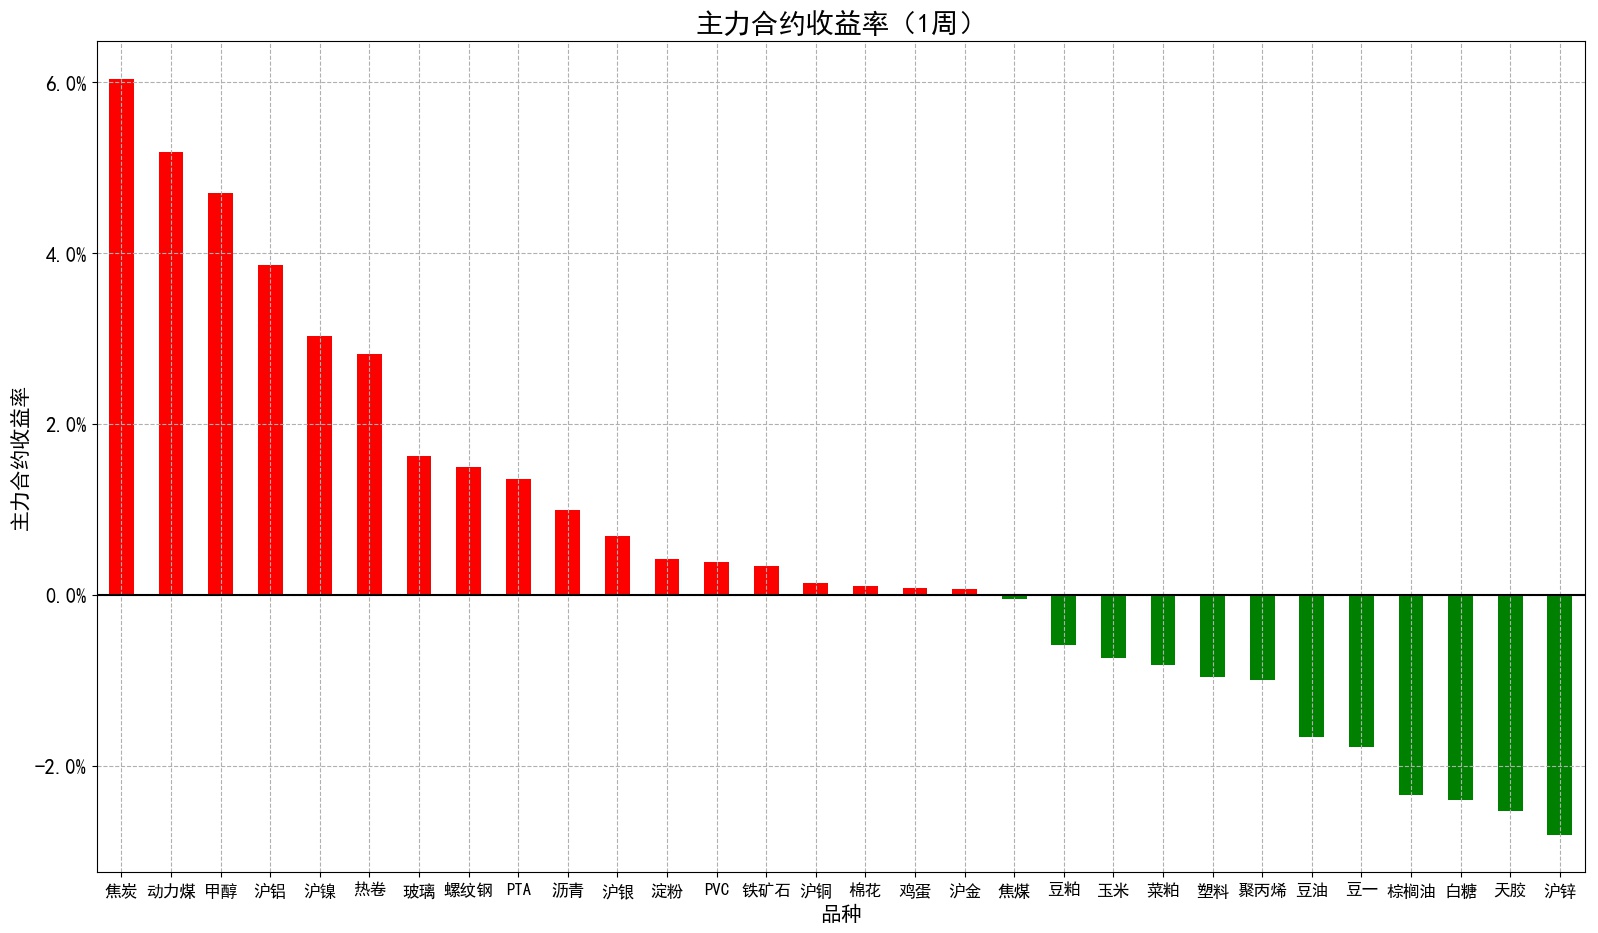 主力合约收益率（1周）
主力合约收益率
6.0%
4.0%
2.0%
0.0%
−2.0%
焦炭 动力煤 甲醇 沪铝 沪镍 热卷 玻璃 螺纹钢 PTA 沥青 沪银 淀粉 PVC 铁矿石 沪铜 棉花 鸡蛋 沪金 焦煤 豆粕 玉米 菜粕 塑料 聚丙烯 豆油 豆一 棕榈油 白糖 天胶 沪锌
品种